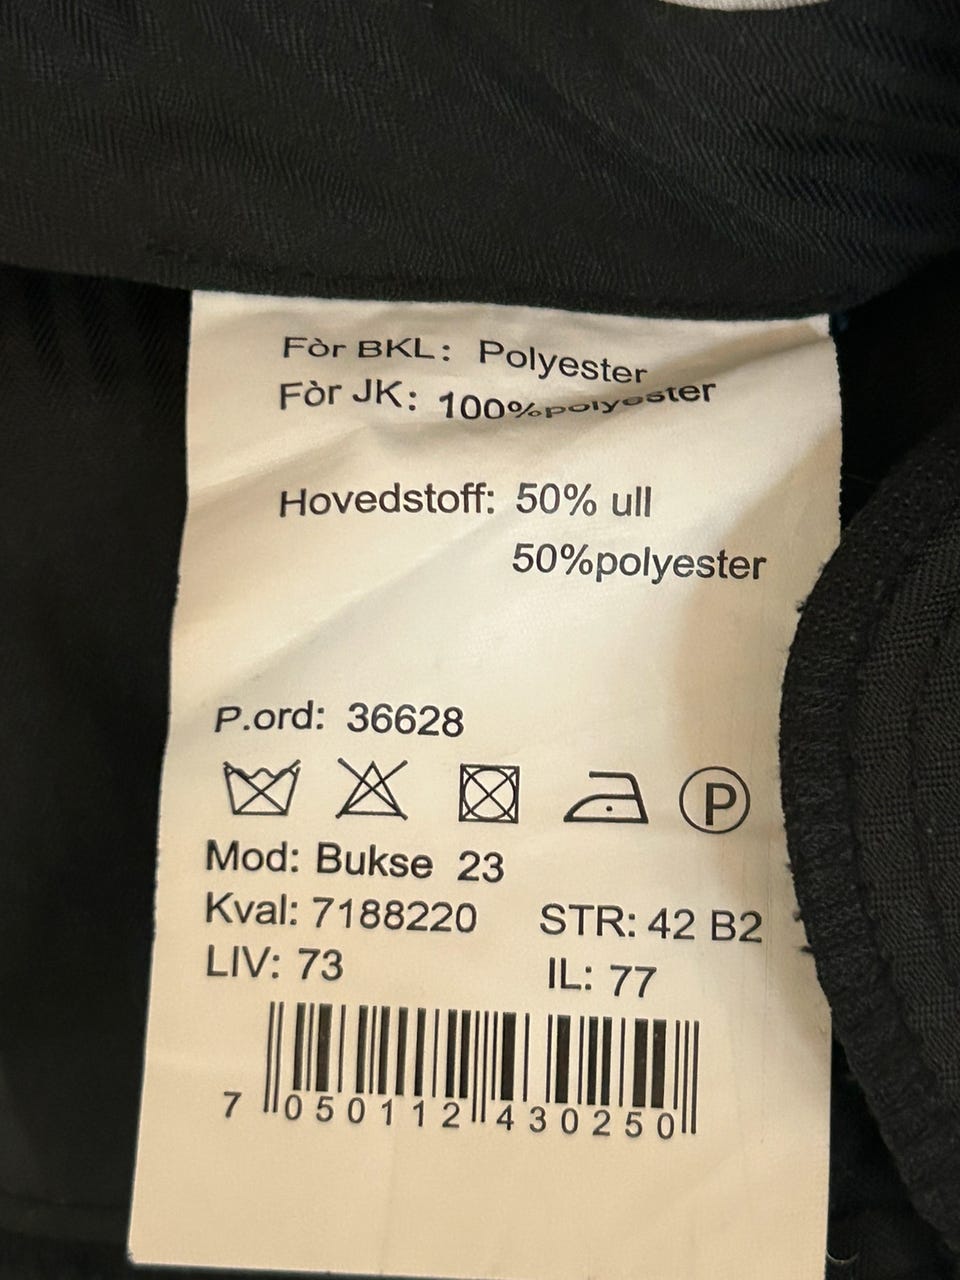 Fòr BKL: Polyester
Fòr JK: 100%polyester
Hovedstoff: 50% ull
50%polyester
P.ord: 36628
P
Mod: Bukse 23
Kval: 7188220 STR: 42 B2
LIV: 73 IL: 77
7 050112 430250